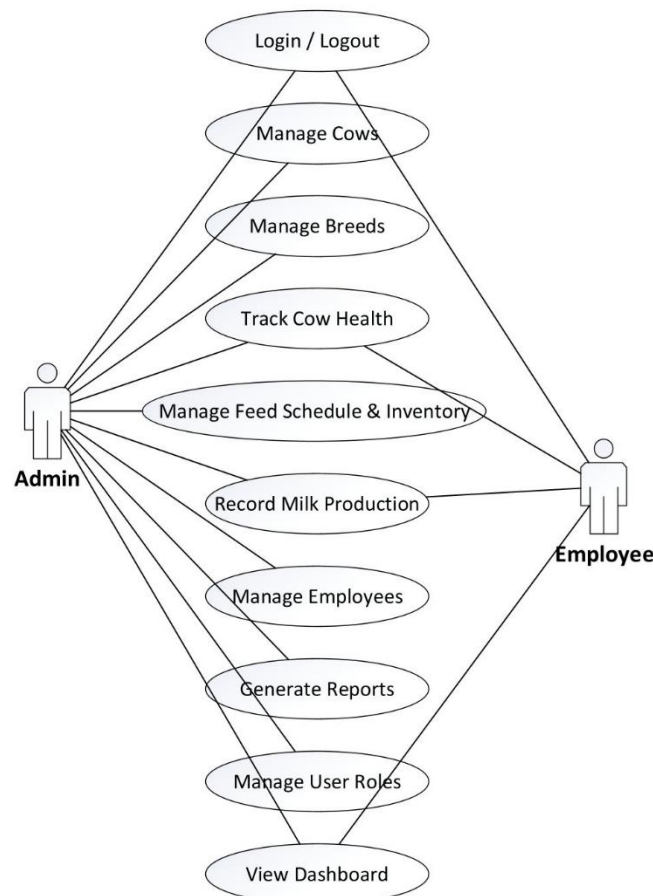 Login / Logout
Manage Cows
Manage Breeds
Track Cow Health
Manage Feed Schedule & Inventory
Admin
Record Milk Production
Employee
Manage Employees
Generate Reports
Manage User Roles
View Dashboard